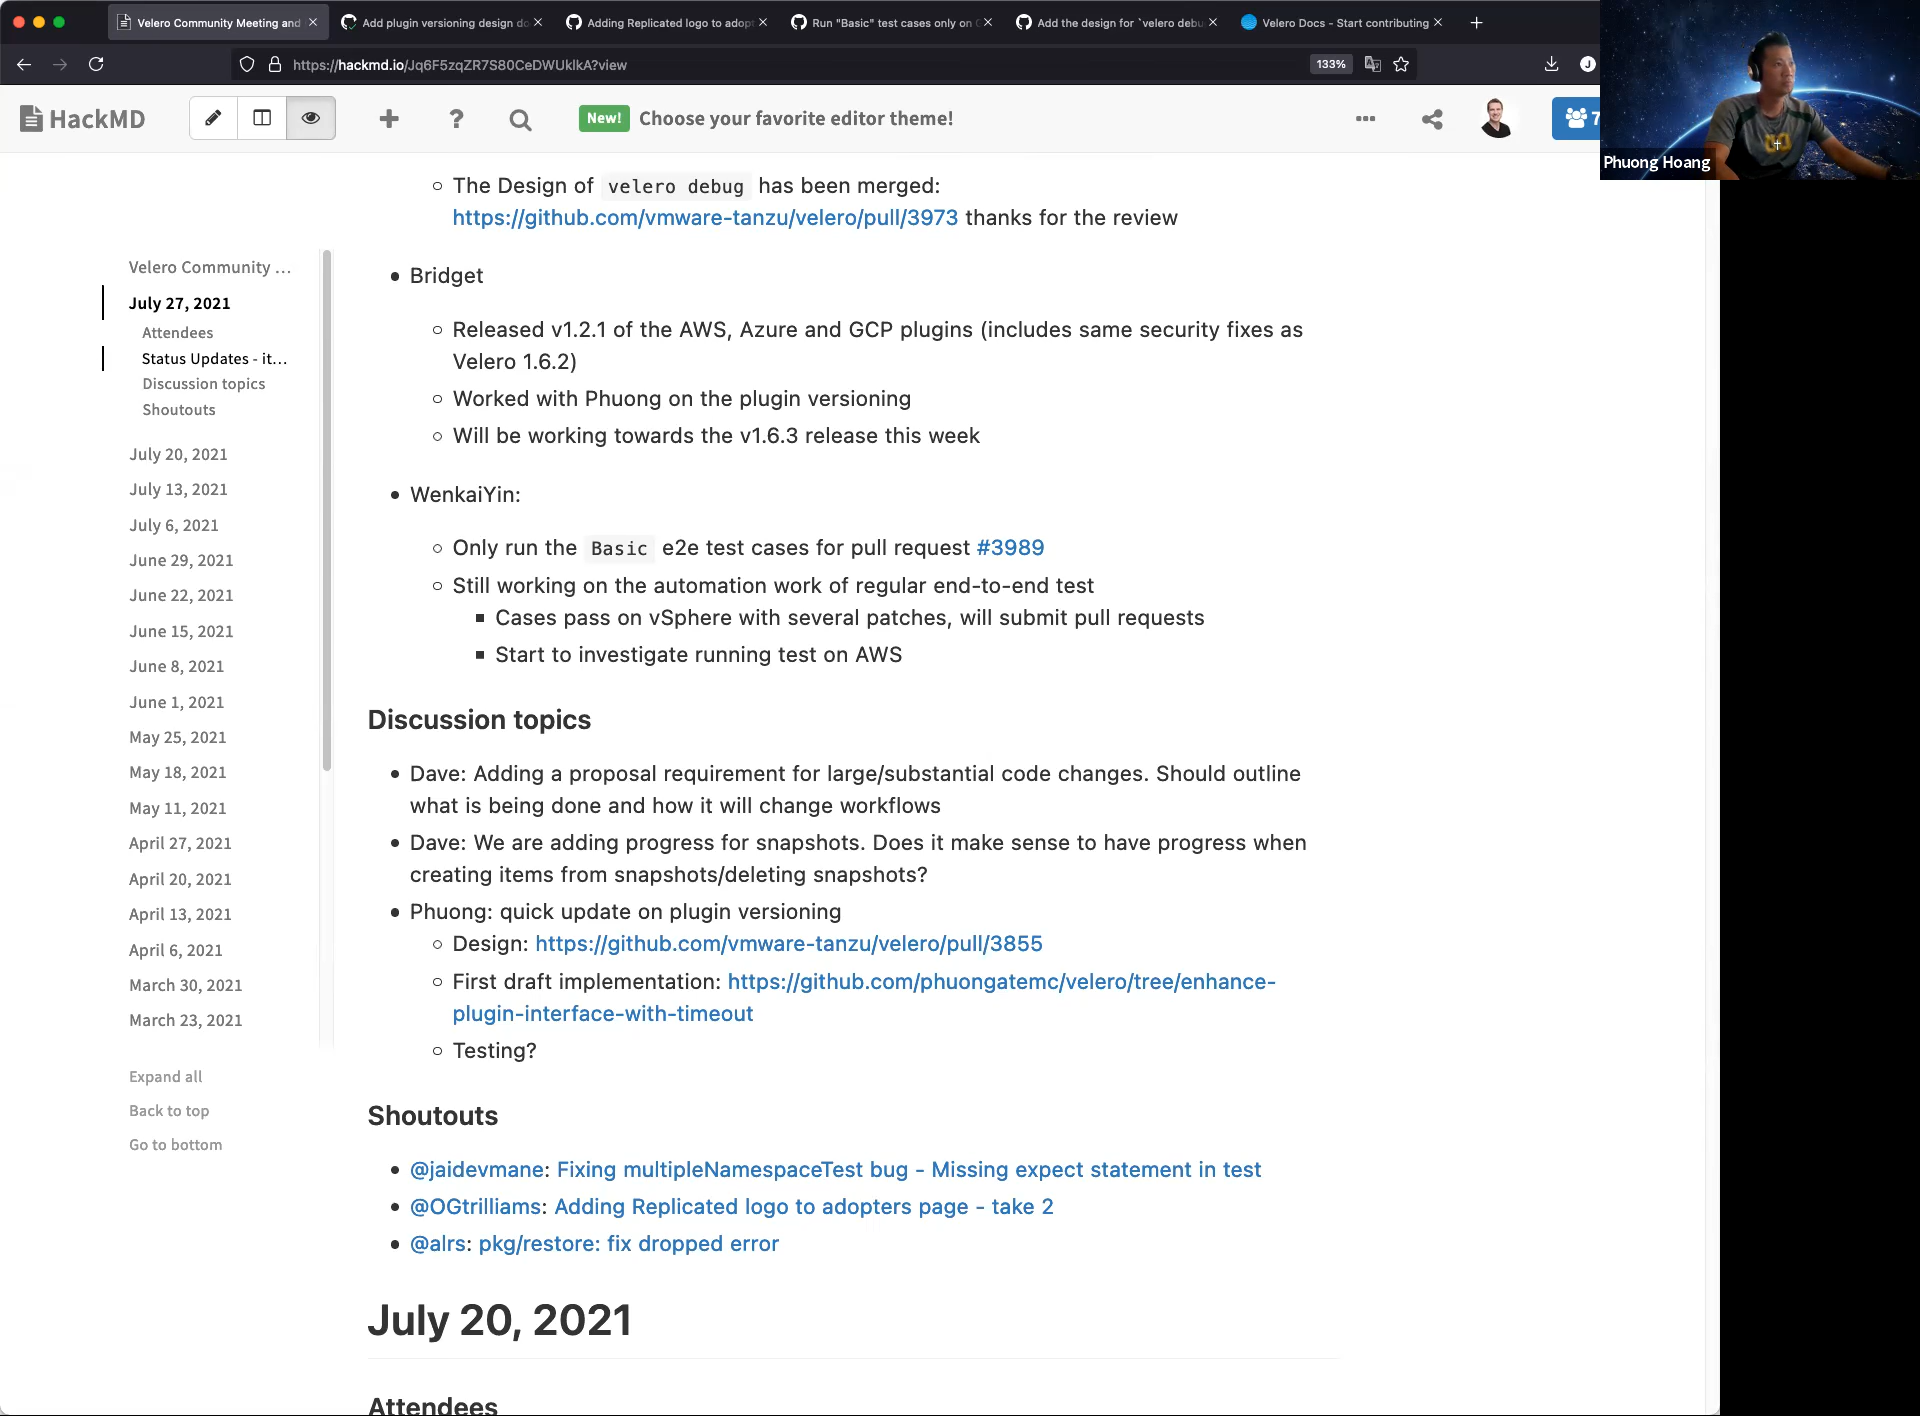 Velero Community Meeting and
Add plugin versioning design do
Adding Replicated logo to adopt
Run "Basic" test cases only on
Add the design for `velero debu
Velero Docs - Start contributing
https://hackmd.io/Jq6F5zqZR7S80CeDWUklkA?view
133%
J
HackMD
New! Choose your favorite editor theme!
7
Phuong Hoang
Velero Community ...
July 27, 2021
Attendees
Status Updates - it...
Discussion topics
Shoutouts
July 20, 2021
July 13, 2021
July 6, 2021
June 29, 2021
June 22, 2021
June 15, 2021
June 8, 2021
June 1, 2021
May 25, 2021
May 18, 2021
May 11, 2021
April 27, 2021
April 20, 2021
April 13, 2021
April 6, 2021
March 30, 2021
March 23, 2021
Expand all
Back to top
Go to bottom
The Design of velero debug has been merged:
https://github.com/vmware-tanzu/velero/pull/3973 thanks for the review
Bridget
Released v1.2.1 of the AWS, Azure and GCP plugins (includes same security fixes as
Velero 1.6.2)
Worked with Phuong on the plugin versioning
Will be working towards the v1.6.3 release this week
WenkaiYin:
Only run the Basic e2e test cases for pull request #3989
Still working on the automation work of regular end-to-end test
Cases pass on vSphere with several patches, will submit pull requests
Start to investigate running test on AWS
Discussion topics
Dave: Adding a proposal requirement for large/substantial code changes. Should outline
what is being done and how it will change workflows
Dave: We are adding progress for snapshots. Does it make sense to have progress when
creating items from snapshots/deleting snapshots?
Phuong: quick update on plugin versioning
Design: https://github.com/vmware-tanzu/velero/pull/3855
First draft implementation: https://github.com/phuongatemc/velero/tree/enhance-
plugin-interface-with-timeout
Testing?
Shoutouts
@jaidevmane: Fixing multipleNamespaceTest bug - Missing expect statement in test
@OGtrilliams: Adding Replicated logo to adopters page - take 2
@alrs: pkg/restore: fix dropped error
July 20, 2021
Attendees